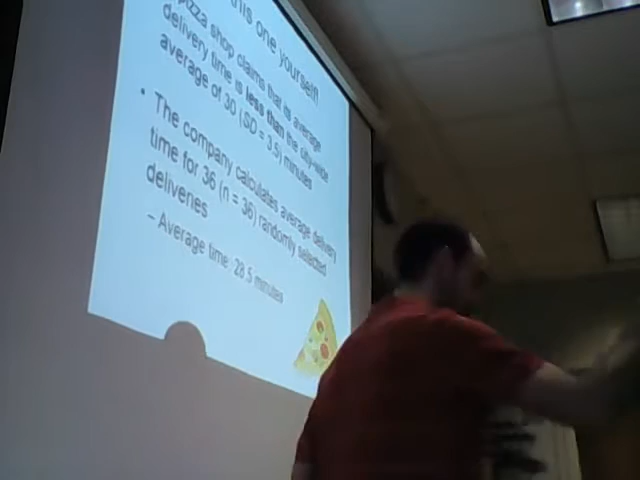 this one yourself!
pizza shop claims that its average
delivery time is less than the city-wide
average of 30 (SD = 3.5) minutes
• The company calculates average delivery
time for 36 (n = 36) randomly selected
deliveries
– Average time: 28.5 minutes